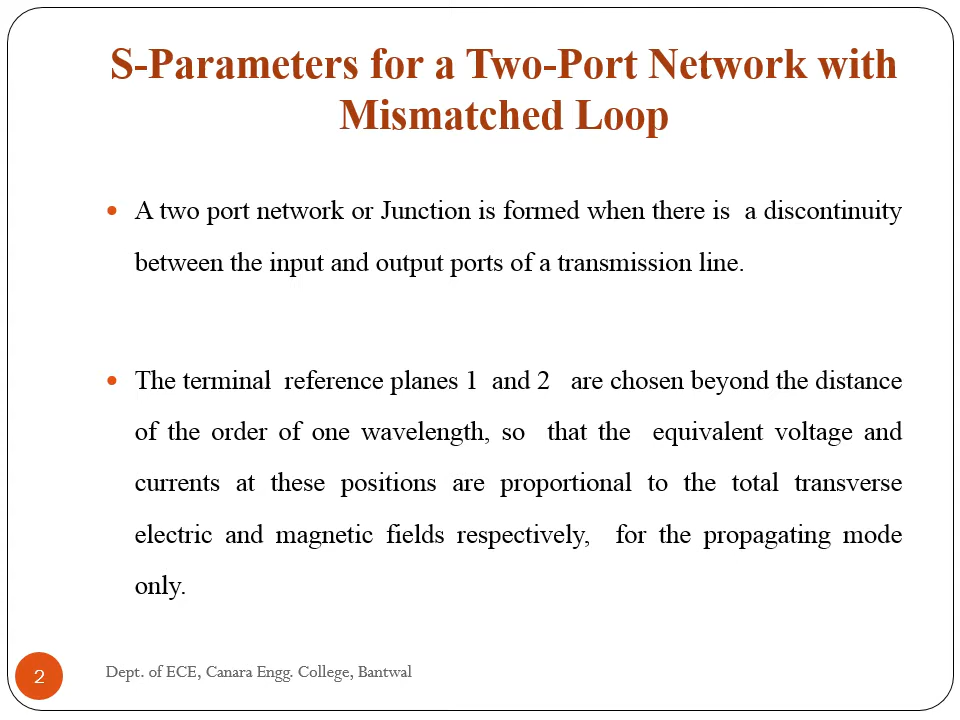 S-Parameters for a Two-Port Network with
Mismatched Loop
• A two port network or Junction is formed when there is a discontinuity
between the input and output ports of a transmission line.
• The terminal reference planes 1 and 2 are chosen beyond the distance
of the order of one wavelength, so that the equivalent voltage and
currents at these positions are proportional to the total transverse
electric and magnetic fields respectively, for the propagating mode
only.
2
Dept. of ECE, Canara Engg. College, Bantwal